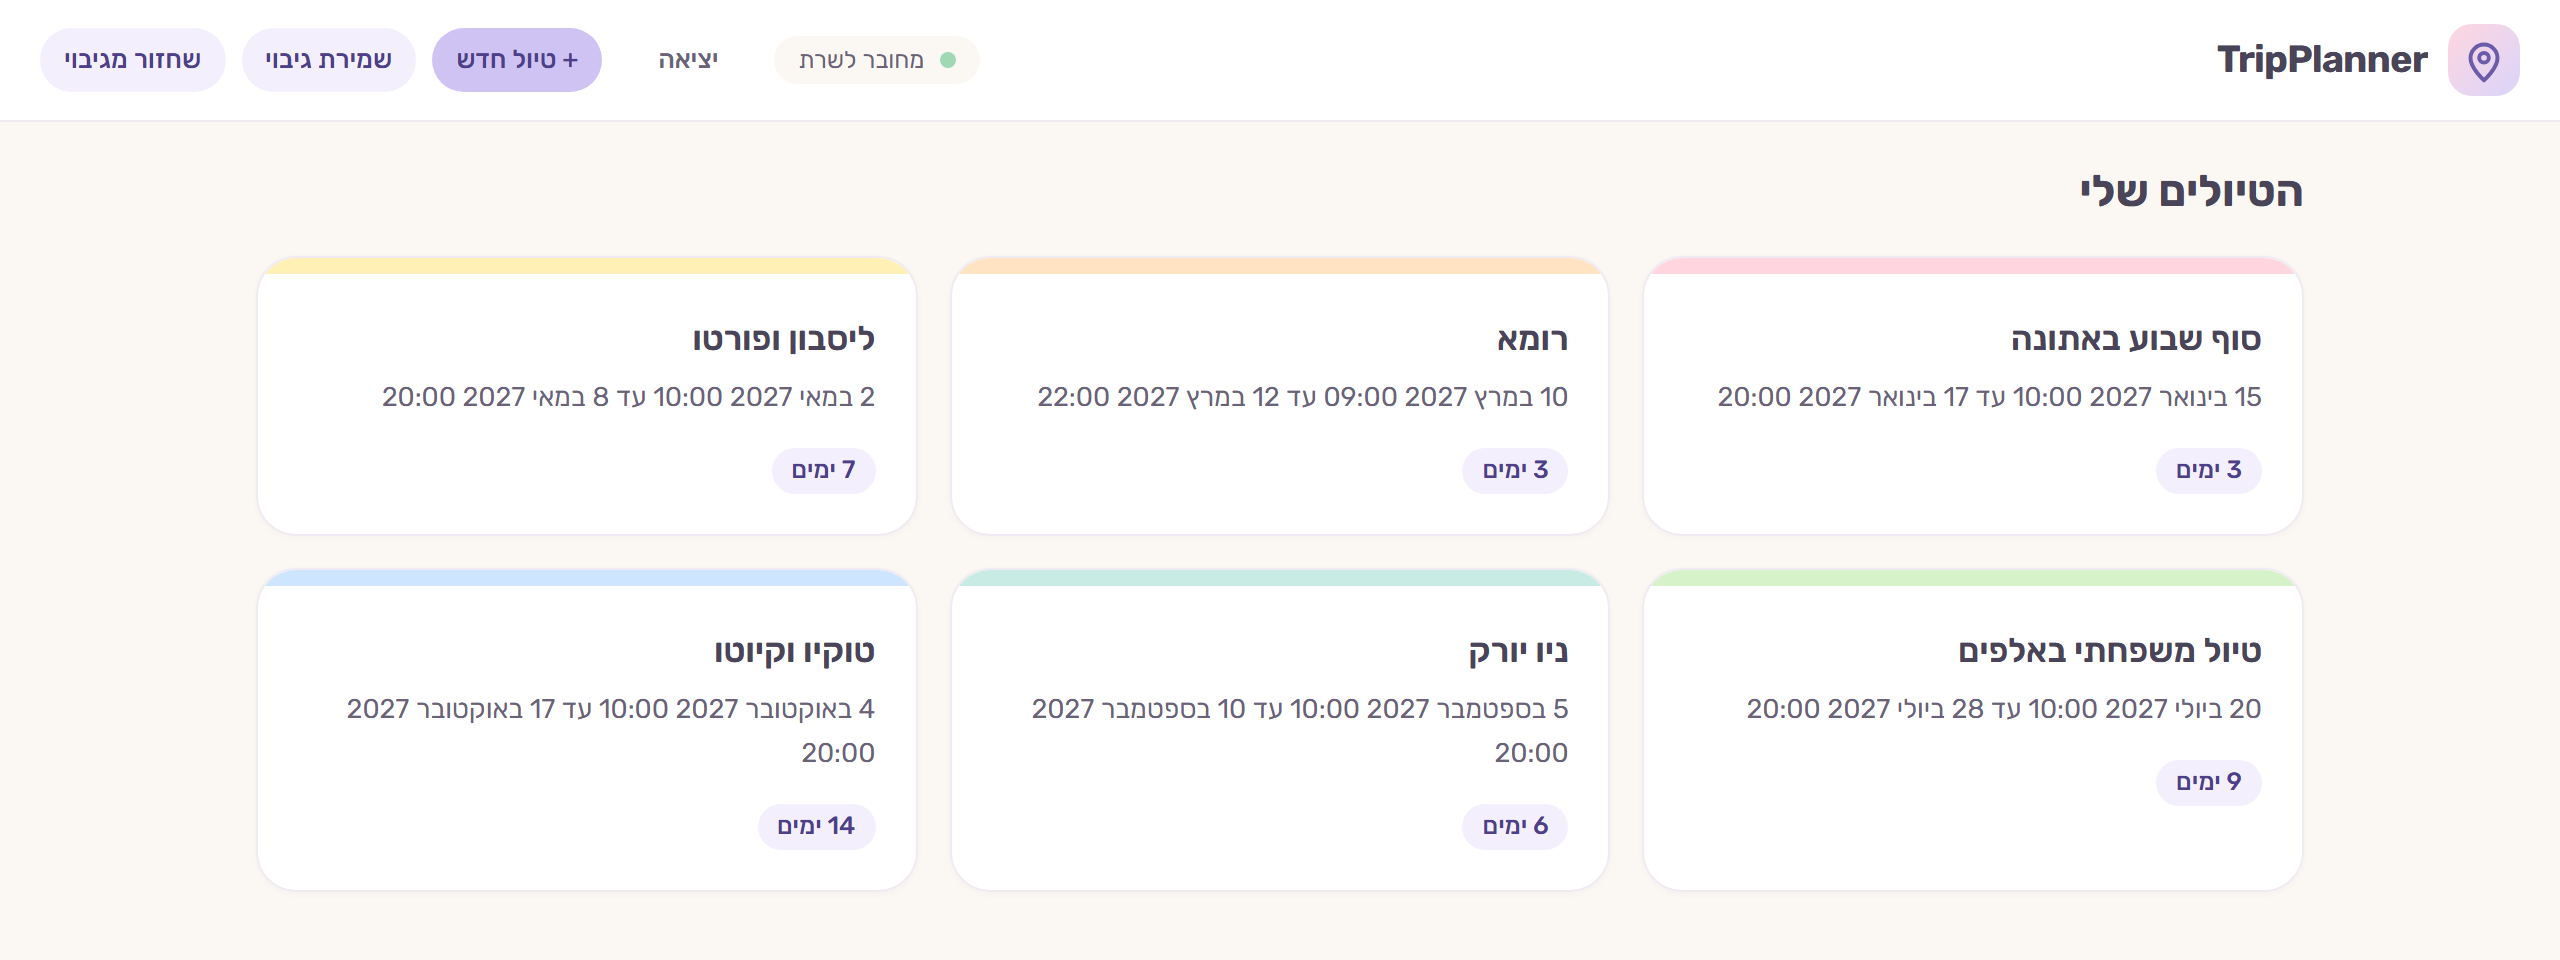 TripPlanner
מחובר לשרת
יציאה
+ טיול חדש
שמירת גיבוי
שחזור מגיבוי
הטיולים שלי
סוף שבוע באתונה
15 בינואר 2027 10:00 עד 17 בינואר 2027 20:00
3 ימים
רומא
10 במרץ 2027 09:00 עד 12 במרץ 2027 22:00
3 ימים
ליסבון ופורטו
2 במאי 2027 10:00 עד 8 במאי 2027 20:00
7 ימים
טיול משפחתי באלפים
20 ביולי 2027 10:00 עד 28 ביולי 2027 20:00
9 ימים
ניו יורק
5 בספטמבר 2027 10:00 עד 10 בספטמבר 2027
20:00
6 ימים
טוקיו וקיוטו
4 באוקטובר 2027 10:00 עד 17 באוקטובר 2027
20:00
14 ימים